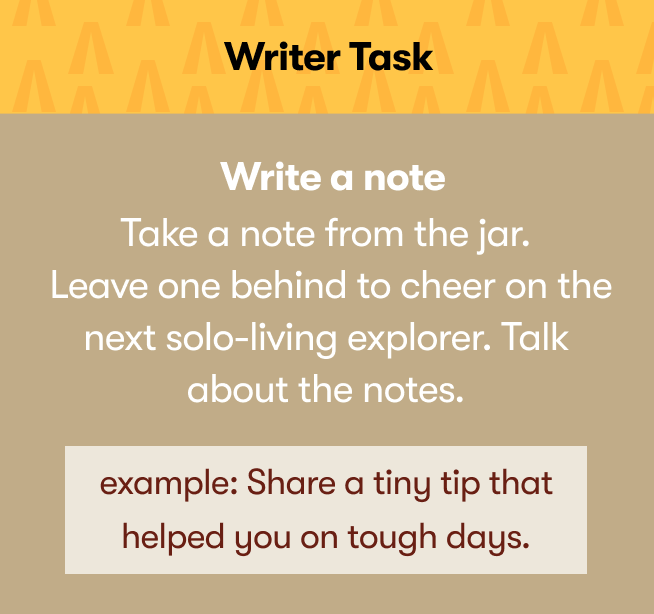 Writer Task
Write a note
Take a note from the jar.
Leave one behind to cheer on the
next solo-living explorer. Talk
about the notes.
example: Share a tiny tip that
helped you on tough days.